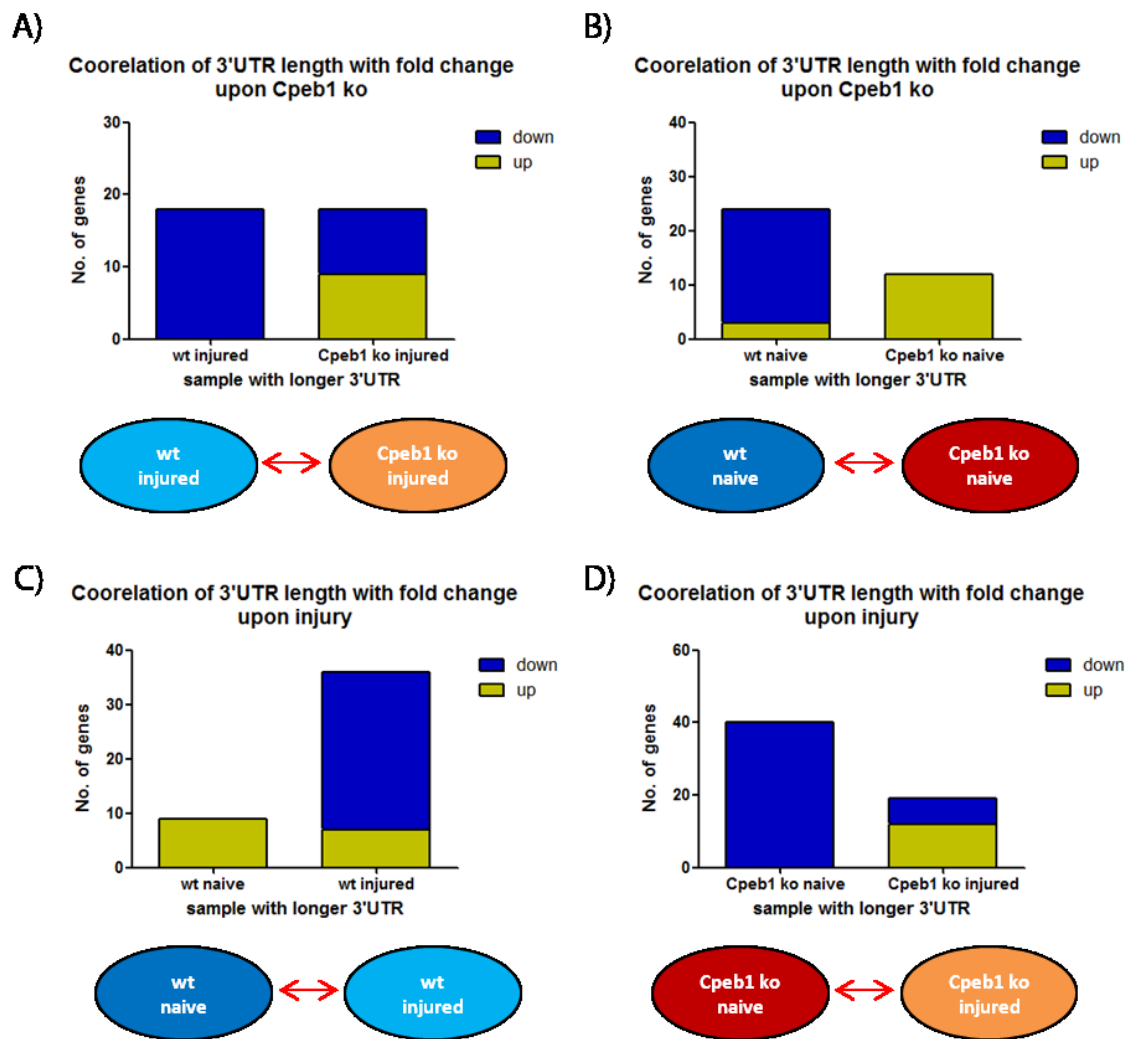 A)
Coorelation of 3'UTR length with fold change
upon Cpeb1 ko
30
20
10
0
No. of genes
down
up
wt injured
Cpeb1 ko injured
sample with longer 3'UTR
wt
injured
Cpeb1 ko
injured
B)
Coorelation of 3'UTR length with fold change
upon Cpeb1 ko
40
30
20
10
0
No. of genes
down
up
wt naive
Cpeb1 ko naive
sample with longer 3'UTR
wt
naive
Cpeb1 ko
naive
C)
Coorelation of 3'UTR length with fold change
upon injury
40
30
20
10
0
No. of genes
down
up
wt naive
wt injured
sample with longer 3'UTR
wt
naive
wt
injured
D)
Coorelation of 3'UTR length with fold change
upon injury
60
40
20
0
No. of genes
down
up
Cpeb1 ko naive
Cpeb1 ko injured
sample with longer 3'UTR
Cpeb1 ko
naive
Cpeb1 ko
injured